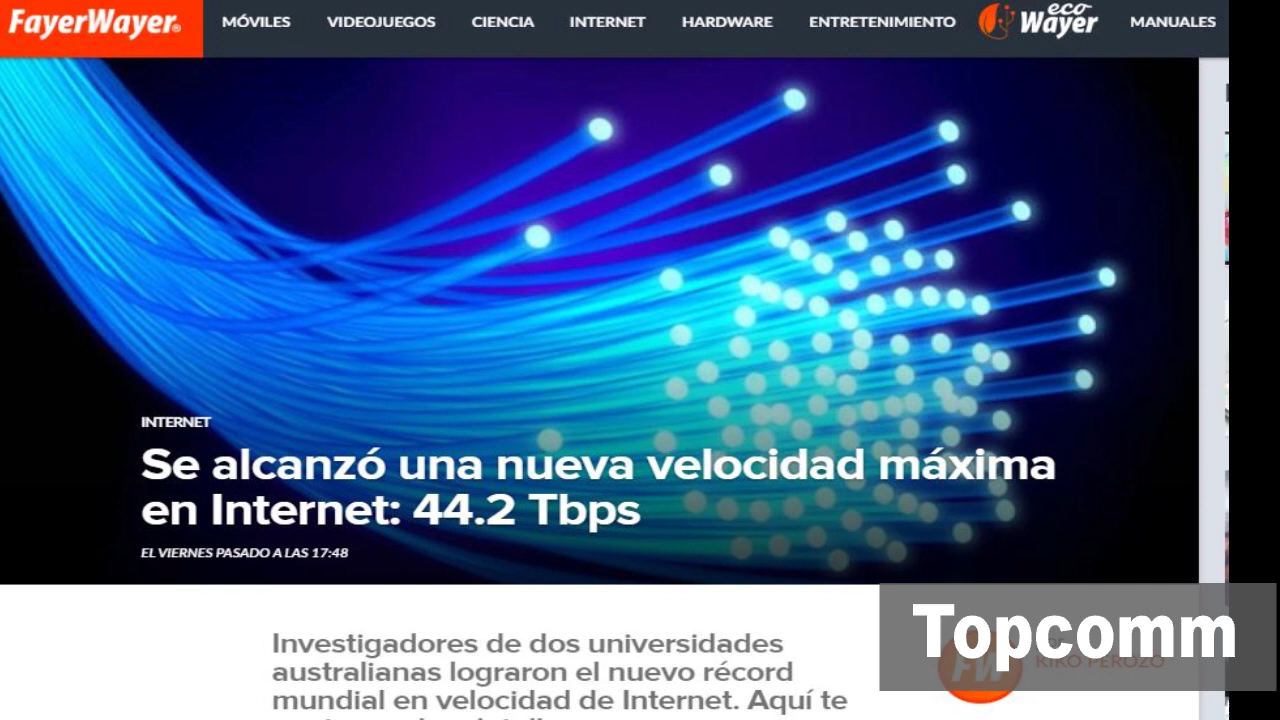 FayerWayer®
MÓVILES VIDEOJUEGOS CIENCIA INTERNET HARDWARE ENTRETENIMIENTO eco Wayer MANUALES
INTERNET
Se alcanzó una nueva velocidad máxima
en Internet: 44.2 Tbps
EL VIERNES PASADO A LAS 17:48
Investigadores de dos universidades
australianas lograron el nuevo récord
mundial en velocidad de Internet. Aquí te
Topcomm
FW
KIKO PEROZO